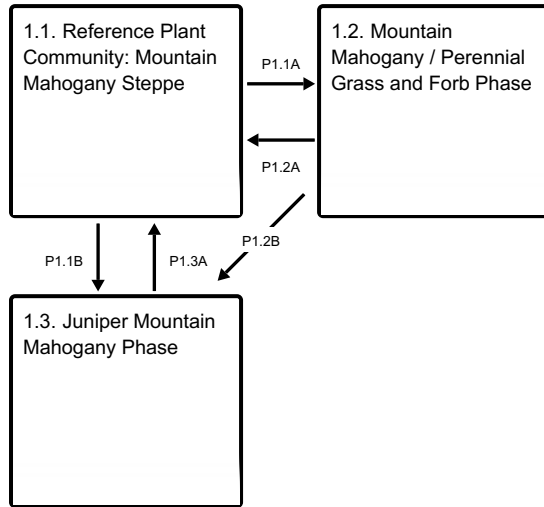 1.1. Reference Plant
Community: Mountain
Mahogany Steppe
P1.1A
1.2. Mountain
Mahogany / Perennial
Grass and Forb Phase
P1.2A
P1.2B
P1.1B
P1.3A
1.3. Juniper Mountain
Mahogany Phase